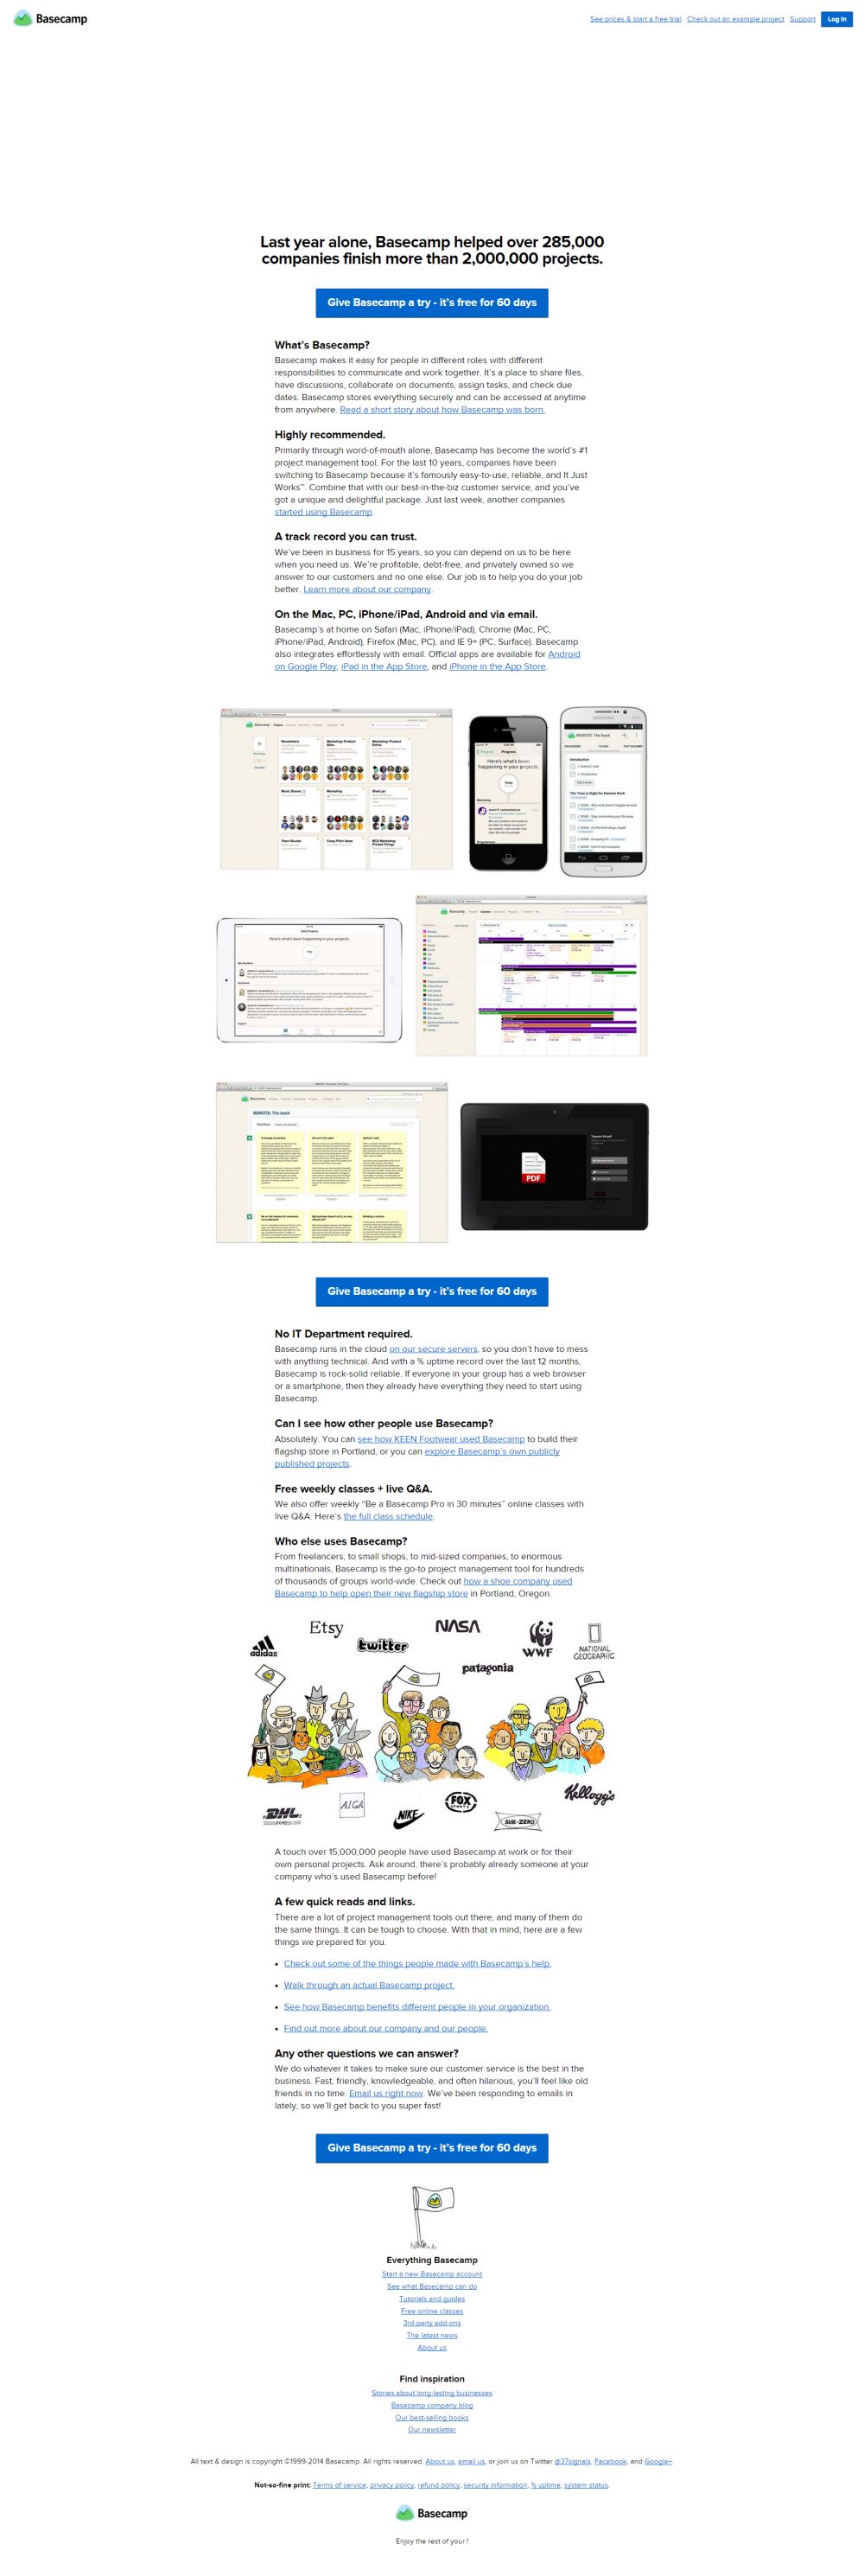 Basecamp
See prices & start a free trial Check out an example project Support Log in
Last year alone, Basecamp helped over 285,000
companies finish more than 2,000,000 projects.
Give Basecamp a try - it's free for 60 days
What's Basecamp?
Basecamp makes it easy for people in different roles with different
responsibilities to communicate and work together. It's a place to share files,
have discussions, collaborate on documents, assign tasks, and check due
dates. Basecamp stores everything securely and can be accessed at anytime
from anywhere. Read a short story about how Basecamp was born.
Highly recommended.
Primarily through word-of-mouth alone, Basecamp has become the world's #1
project management tool. For the last 10 years, companies have been
switching to Basecamp because it's famously easy-to-use, reliable, and It Just
Works™. Combine that with our best-in-the-biz customer service, and you've
got a unique and delightful package. Just last week, another companies
started using Basecamp.
A track record you can trust.
We've been in business for 15 years, so you can depend on us to be here
when you need us. We're profitable, debt-free, and privately owned so we
answer to our customers and no one else. Our job is to help you do your job
better. Learn more about our company.
On the Mac, PC, iPhone/iPad, Android and via email.
Basecamp's at home on Safari (Mac, iPhone/iPad), Chrome (Mac, PC,
iPhone/iPad, Android), Firefox (Mac, PC), and IE 9+ (PC, Surface). Basecamp
also integrates effortlessly with email. Official apps are available for Android
on Google Play, iPad in the App Store, and iPhone in the App Store.
Basecamp
Newsletters
Marketing
Progress
Here's what's been
happening in your projects.
Today
Marketing
REMOTE: The book
Introduction
The Time is Right for Remote Work
Here's what's been happening in your projects.
Basecamp
Basecamp
REMOTE: The book
PDF
Give Basecamp a try - it's free for 60 days
No IT Department required.
Basecamp runs in the cloud on our secure servers, so you don't have to mess
with anything technical. And with a % uptime record over the last 12 months,
Basecamp is rock-solid reliable. If everyone in your group has a web browser
or a smartphone, then they already have everything they need to start using
Basecamp.
Can I see how other people use Basecamp?
Absolutely. You can see how KEEN Footwear used Basecamp to build their
flagship store in Portland, or you can explore Basecamp's own publicly
published projects.
Free weekly classes + live Q&A.
We also offer weekly “Be a Basecamp Pro in 30 minutes” online classes with
live Q&A. Here's the full class schedule.
Who else uses Basecamp?
From freelancers, to small shops, to mid-sized companies, to enormous
multinationals, Basecamp is the go-to project management tool for hundreds
of thousands of groups world-wide. Check out how a shoe company used
Basecamp to help open their new flagship store in Portland, Oregon.
adidas
Etsy
twitter
NASA
patagonia
WWF
NATIONAL
GEOGRAPHIC
DHL
AIGA
NIKE
FOX
SPORTS
SUB-ZERO
Kellogg's
A touch over 15,000,000 people have used Basecamp at work or for their
own personal projects. Ask around, there's probably already someone at your
company who's used Basecamp before!
A few quick reads and links.
There are a lot of project management tools out there, and many of them do
the same things. It can be tough to choose. With that in mind, here are a few
things we prepared for you.
• Check out some of the things people made with Basecamp's help.
• Walk through an actual Basecamp project.
• See how Basecamp benefits different people in your organization.
• Find out more about our company and our people.
Any other questions we can answer?
We do whatever it takes to make sure our customer service is the best in the
business. Fast, friendly, knowledgeable, and often hilarious, you'll feel like old
friends in no time. Email us right now. We've been responding to emails in
lately, so we'll get back to you super fast!
Give Basecamp a try - it's free for 60 days
Everything Basecamp
Start a new Basecamp account
See what Basecamp can do
Tutorials and guides
Free online classes
3rd-party add-ons
The latest news
About us
Find inspiration
Stories about long-lasting businesses
Basecamp company blog
Our best-selling books
Our newsletter
All text & design is copyright ©1999-2014 Basecamp. All rights reserved. About us, email us, or join us on Twitter @37signals, Facebook, and Google+.
Not-so-fine print: Terms of service, privacy policy, refund policy, security information, % uptime, system status.
Basecamp
Enjoy the rest of your !